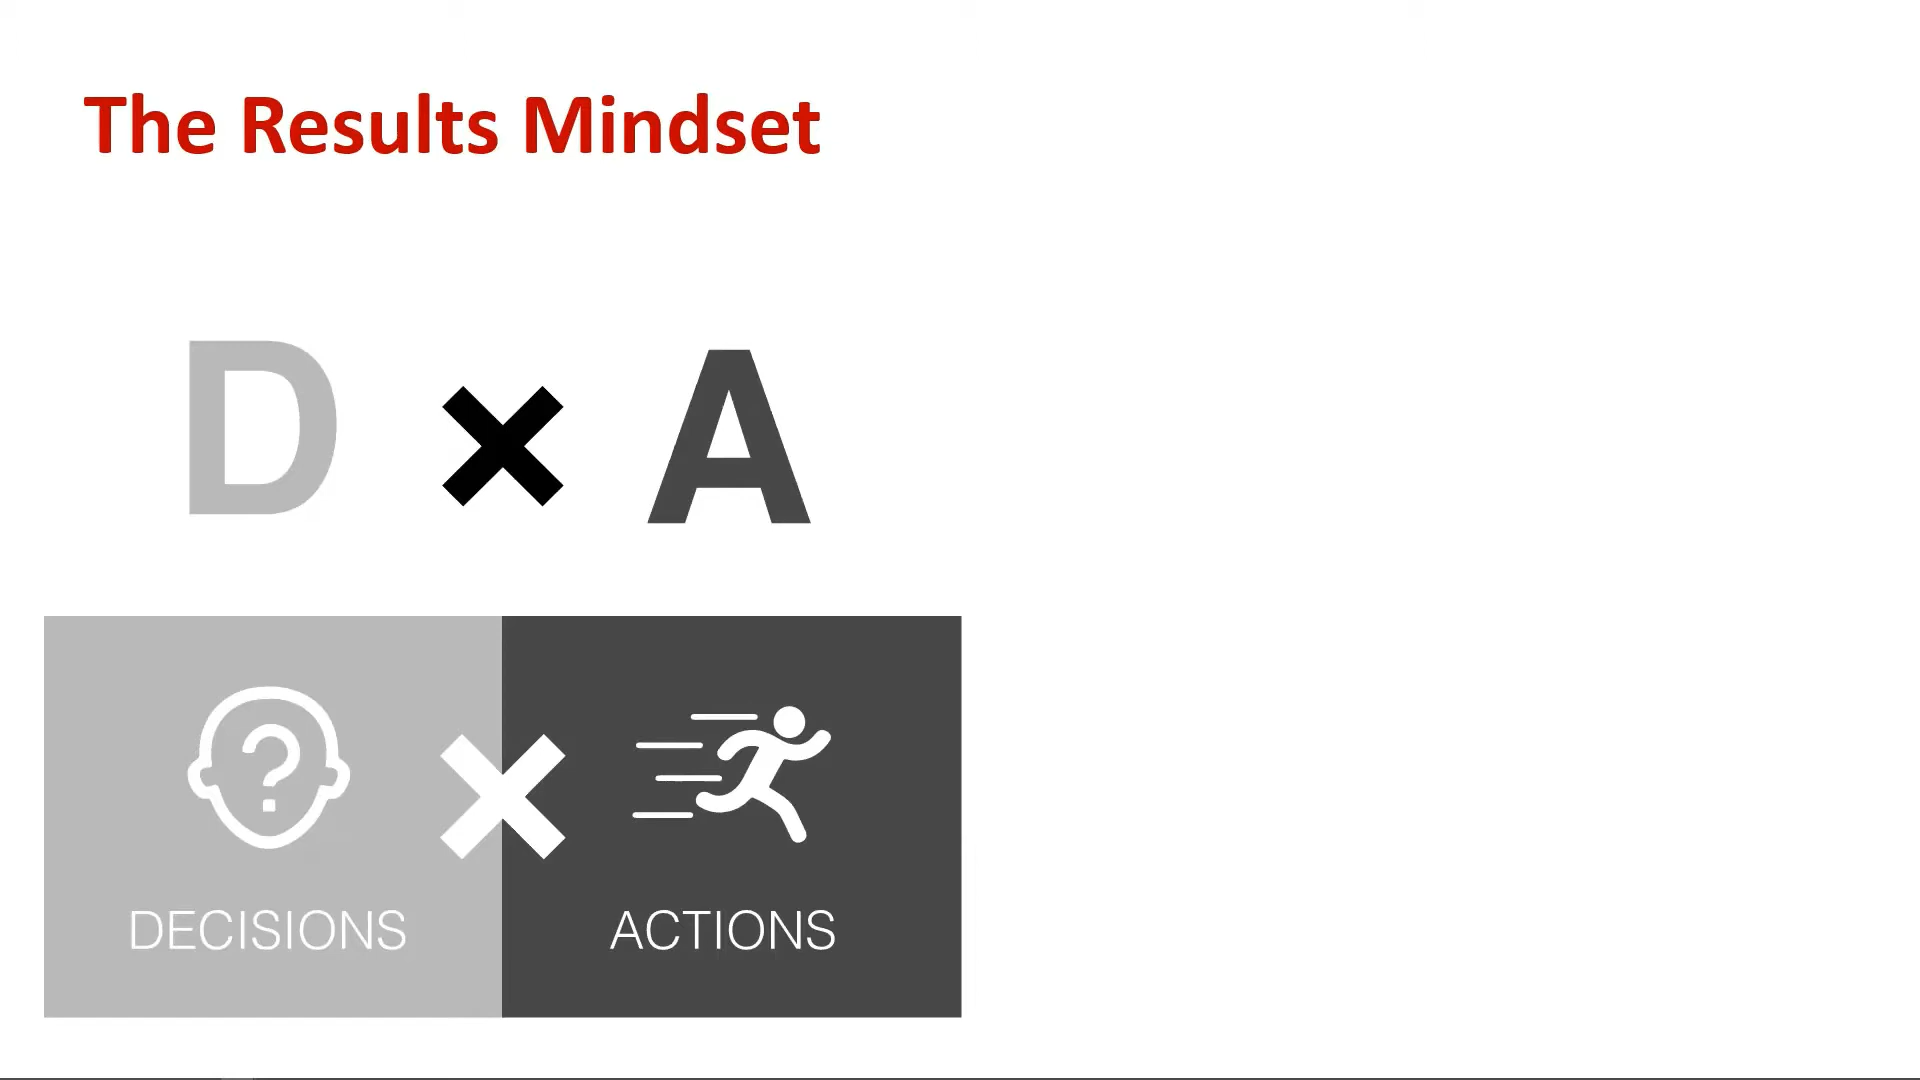 The Results Mindset
D × A
?
×
DECISIONS
ACTIONS